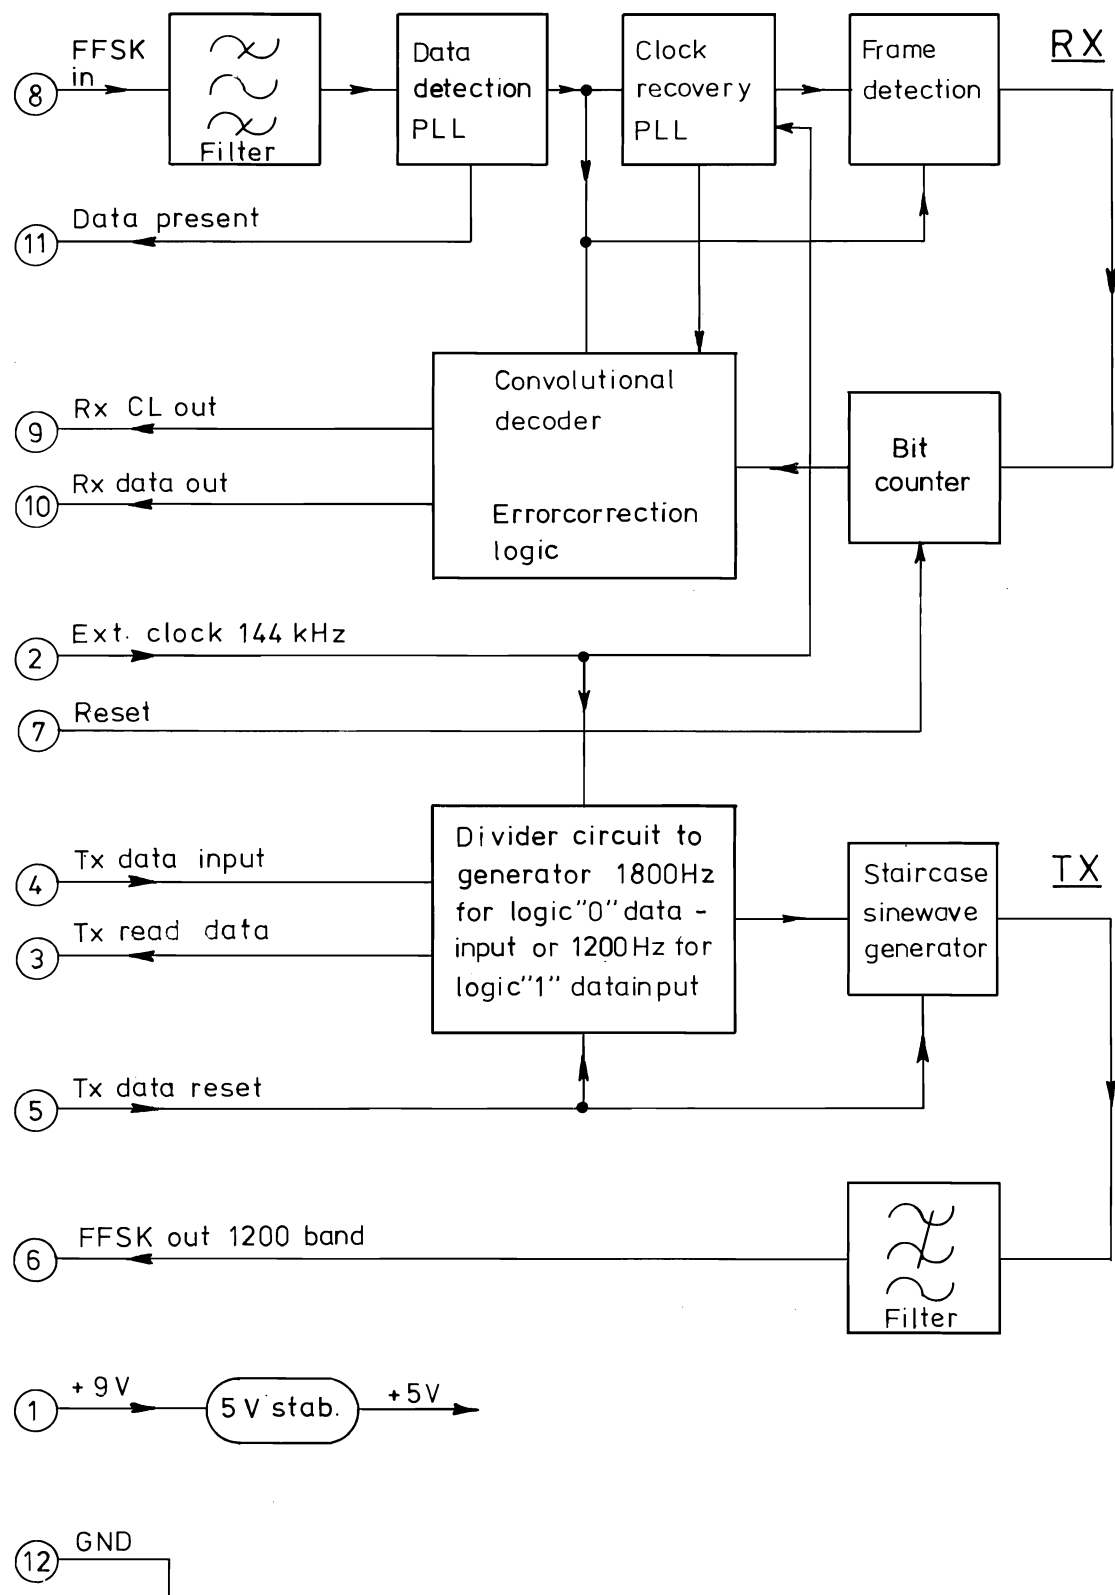 FFSK
in
8
Filter
Data
detection
PLL
Clock
recovery
PLL
Frame
detection
RX
Data present
11
Convolutional
decoder
Errorcorrection
logic
Rx CL out
9
Rx data out
10
Bit
counter
Ext. clock 144 kHz
2
Reset
7
Divider circuit to
generator 1800Hz
for logic"0" data -
input or 1200Hz for
logic"1" datainput
Tx data input
4
Tx read data
3
Staircase
sinewave
generator
TX
Tx data reset
5
FFSK out 1200 band
6
Filter
+ 9V
1
5V stab.
+5V
GND
12